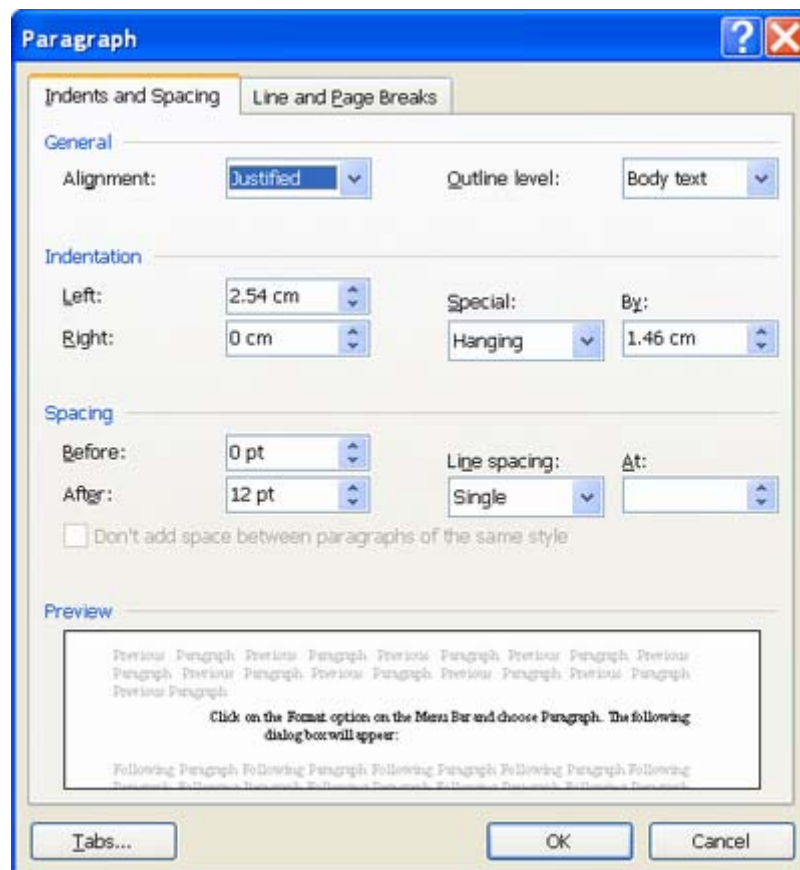 Paragraph
Indents and Spacing Line and Page Breaks
General
Alignment: Justified Outline level: Body text
Indentation
Left: 2.54 cm Special: By:
Right: 0 cm Hanging 1.46 cm
Spacing
Before: 0 pt Line spacing: At:
After: 12 pt Single
Don't add space between paragraphs of the same style
Preview
Previous Paragraph Previous Paragraph Previous Paragraph Previous Paragraph Previous
Paragraph Previous Paragraph Previous Paragraph Previous Paragraph Previous Paragraph
Previous Paragraph
Click on the Format option on the Menu Bar and choose Paragraph. The following
dialog box will appear:
Following Paragraph Following Paragraph Following Paragraph Following Paragraph Following
Tabs... OK Cancel